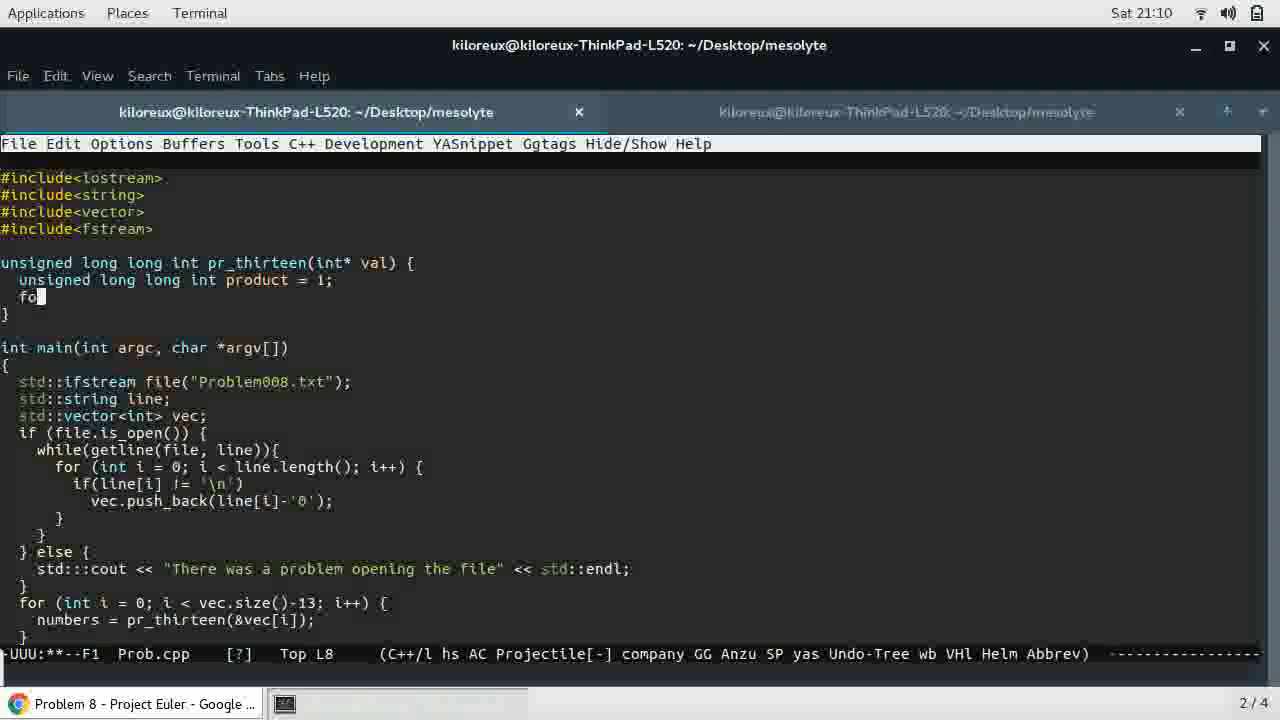 Applications Places Terminal Sat 21:10
kiloreux@kiloreux-ThinkPad-L520: ~/Desktop/mesolyte
File Edit View Search Terminal Tabs Help
kiloreux@kiloreux-ThinkPad-L520: ~/Desktop/mesolyte × kiloreux@kiloreux-ThinkPad-L520: ~/Desktop/mesolyte ×
File Edit Options Buffers Tools C++ Development YASnippet Ggtags Hide/Show Help
#include<iostream>
#include<string>
#include<vector>
#include<fstream>
unsigned long long int pr_thirteen(int* val) {
  unsigned long long int product = 1;
  fo
}
int main(int argc, char *argv[])
{
  std::ifstream file("Problem008.txt");
  std::string line;
  std::vector<int> vec;
  if (file.is_open()) {
    while(getline(file, line)){
      for (int i = 0; i < line.length(); i++) {
        if(line[i] != '\n')
          vec.push_back(line[i]-'0');
      }
    }
  } else {
    std:::cout << "There was a problem opening the file" << std::endl;
  }
  for (int i = 0; i < vec.size()-13; i++) {
    numbers = pr_thirteen(&vec[i]);
  }
-UUU:**--F1 Prob.cpp [?] Top L8 (C++/l hs AC Projectile[-] company GG Anzu SP yas Undo-Tree wb VHl Helm Abbrev) -----------------
Problem 8 - Project Euler - Google ... 2 / 4